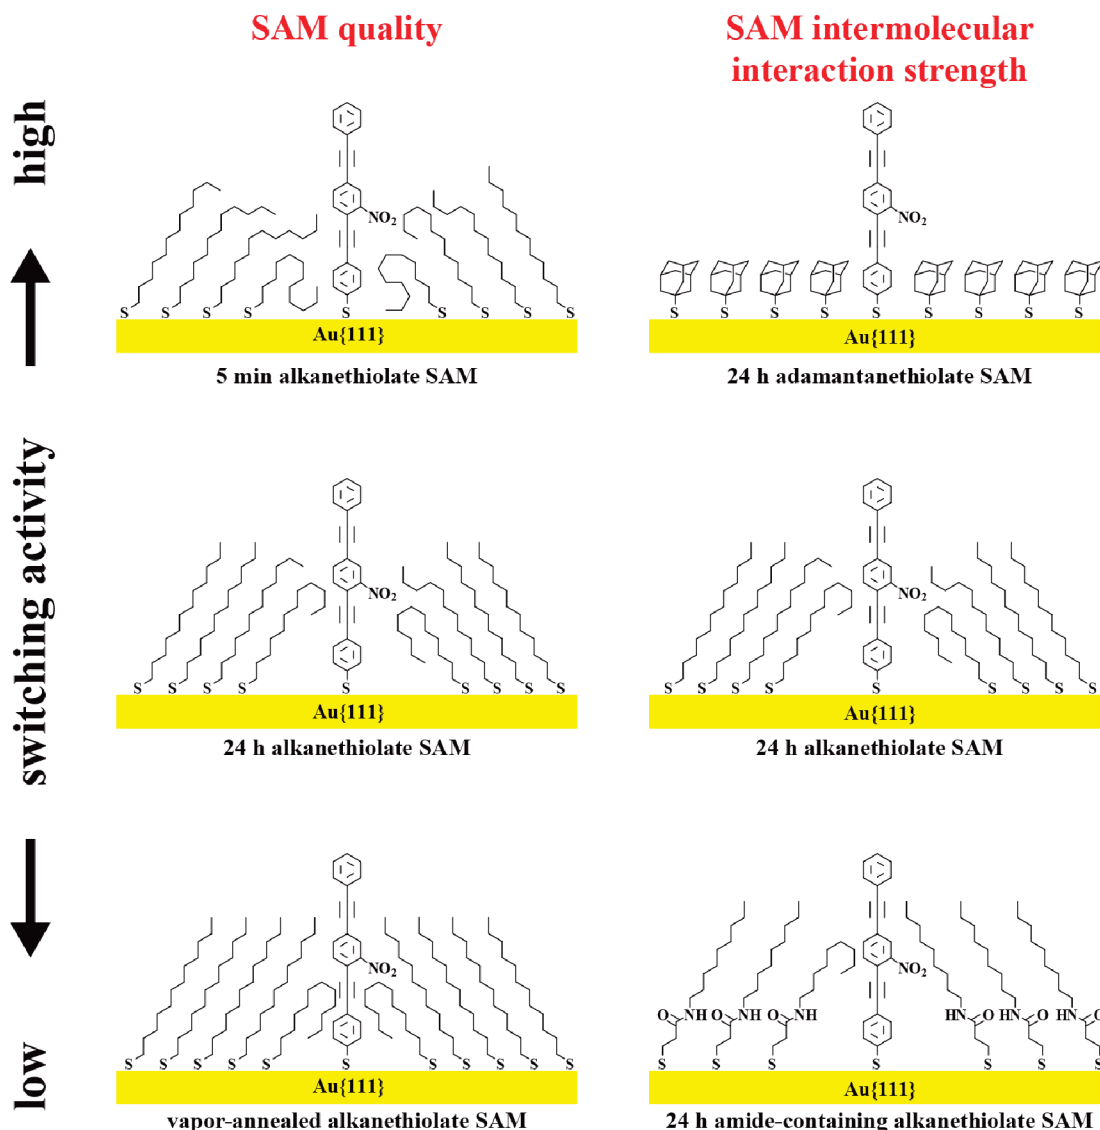 SAM quality
SAM intermolecular
interaction strength
high
NO2
S S S S S S S S S
Au{111}
5 min alkanethiolate SAM
NO2
S S S S S S S S S
Au{111}
24 h adamantanethiolate SAM
switching activity
NO2
S S S S S S S S S
Au{111}
24 h alkanethiolate SAM
NO2
S S S S S S S S S
Au{111}
24 h alkanethiolate SAM
low
NO2
S S S S S S S S S
Au{111}
vapor-annealed alkanethiolate SAM
NO2
O NH O NH O NH HN O HN O HN O
S S S S S S S
Au{111}
24 h amide-containing alkanethiolate SAM